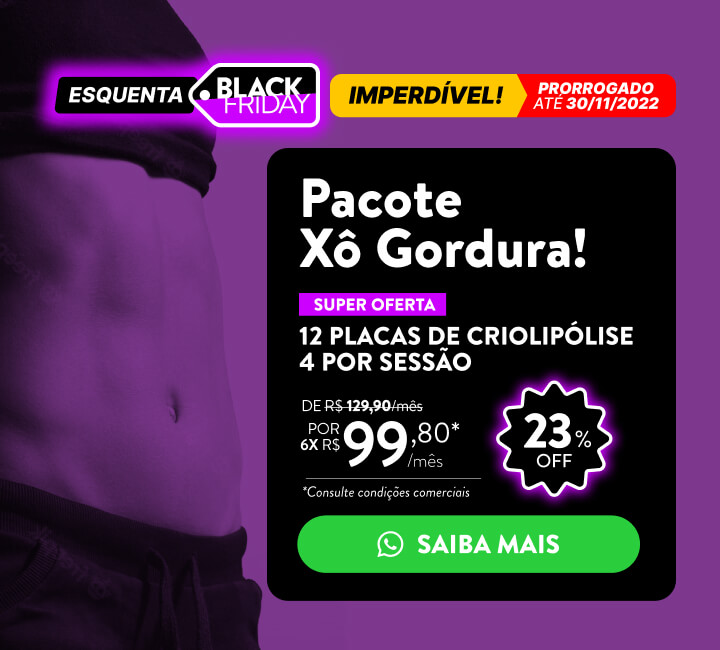 ESQUENTA
BLACK
FRIDAY
IMPERDÍVEL!
PRORROGADO
ATÉ 30/11/2022
Pacote
Xô Gordura!
SUPER OFERTA
12 PLACAS DE CRIOLIPÓLISE
4 POR SESSÃO
DE R$ 129,90/mês
POR
6X R$ 99,80*
/mês
23%
OFF
*Consulte condições comerciais
SAIBA MAIS